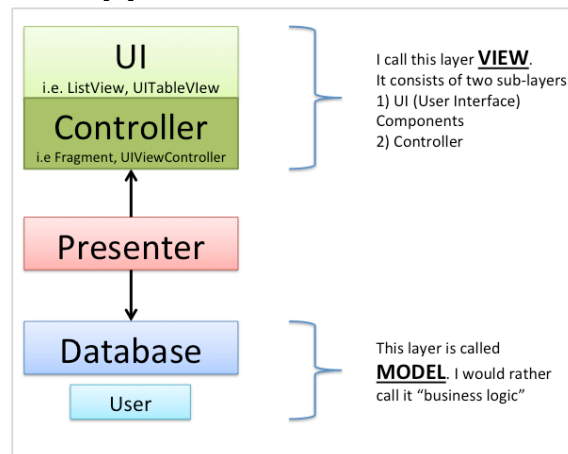 UI
i.e. ListView, UITableVIew
Controller
i.e Fragment, UIViewController
I call this layer VIEW.
It consists of two sub-layers
1) UI (User Interface)
Components
2) Controller
Presenter
Database
User
This layer is called
MODEL. I would rather
call it “business logic”